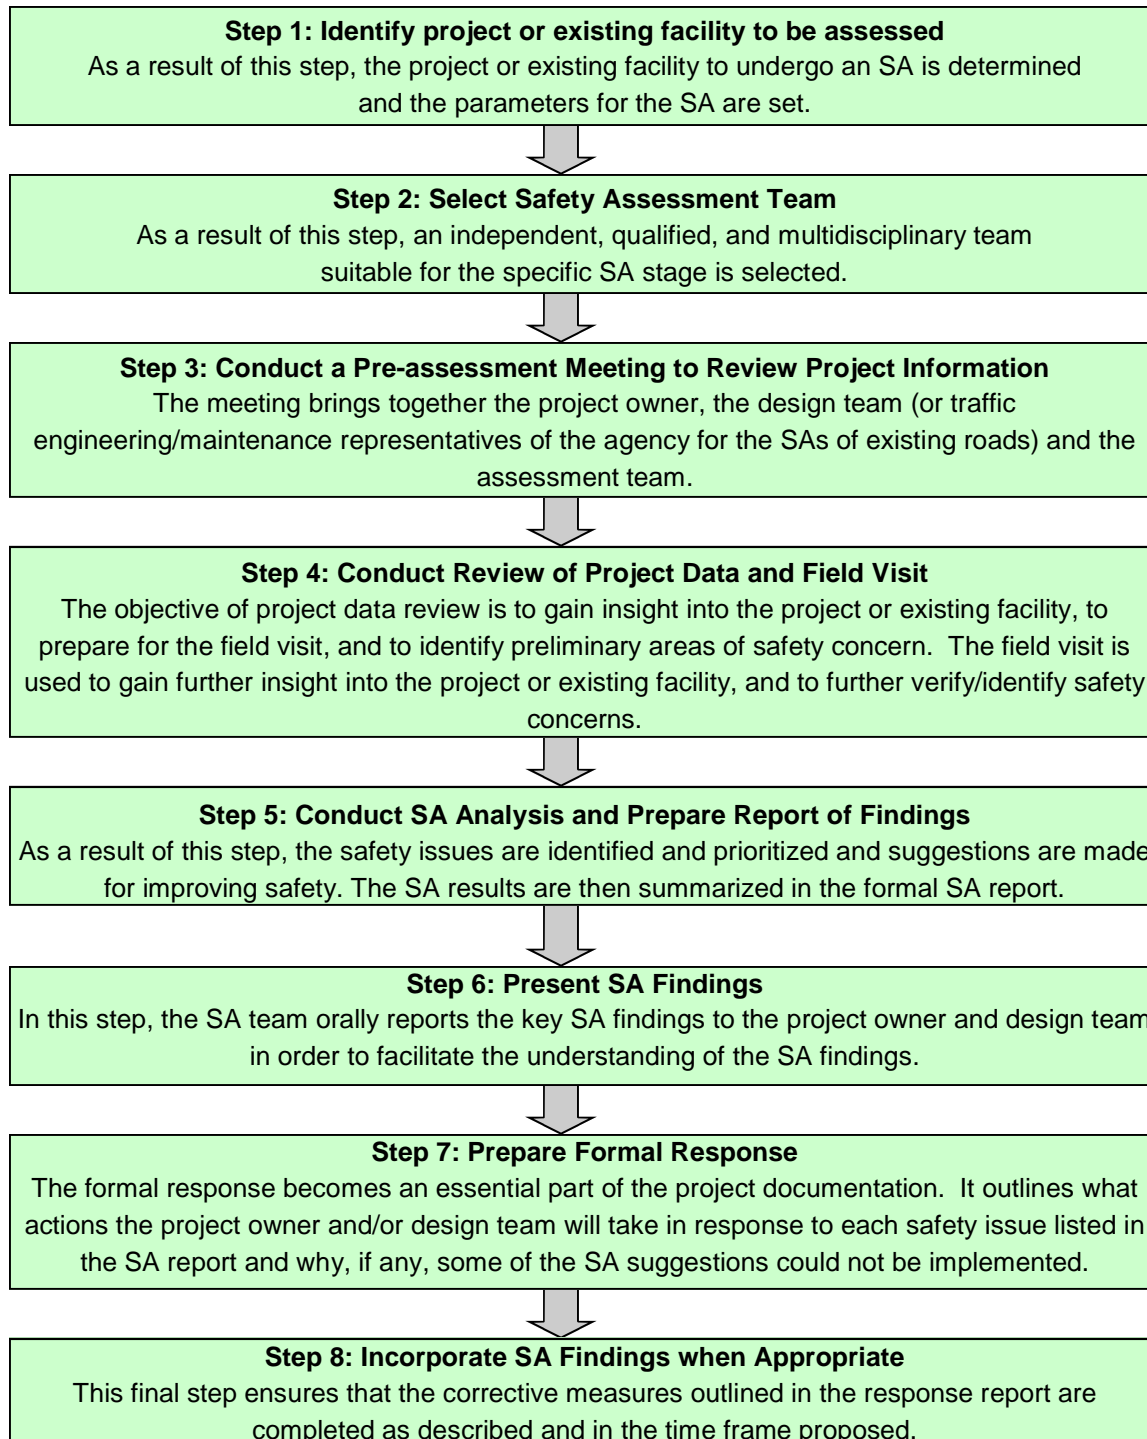 Step 1: Identify project or existing facility to be assessed
As a result of this step, the project or existing facility to undergo an SA is determined
and the parameters for the SA are set.
Step 2: Select Safety Assessment Team
As a result of this step, an independent, qualified, and multidisciplinary team
suitable for the specific SA stage is selected.
Step 3: Conduct a Pre-assessment Meeting to Review Project Information
The meeting brings together the project owner, the design team (or traffic
engineering/maintenance representatives of the agency for the SAs of existing roads) and the
assessment team.
Step 4: Conduct Review of Project Data and Field Visit
The objective of project data review is to gain insight into the project or existing facility, to
prepare for the field visit, and to identify preliminary areas of safety concern.  The field visit is
used to gain further insight into the project or existing facility, and to further verify/identify safety
concerns.
Step 5: Conduct SA Analysis and Prepare Report of Findings
As a result of this step, the safety issues are identified and prioritized and suggestions are made
for improving safety. The SA results are then summarized in the formal SA report.
Step 6: Present SA Findings
In this step, the SA team orally reports the key SA findings to the project owner and design team
in order to facilitate the understanding of the SA findings.
Step 7: Prepare Formal Response
The formal response becomes an essential part of the project documentation.  It outlines what
actions the project owner and/or design team will take in response to each safety issue listed in
the SA report and why, if any, some of the SA suggestions could not be implemented.
Step 8: Incorporate SA Findings when Appropriate
This final step ensures that the corrective measures outlined in the response report are
completed as described and in the time frame proposed.